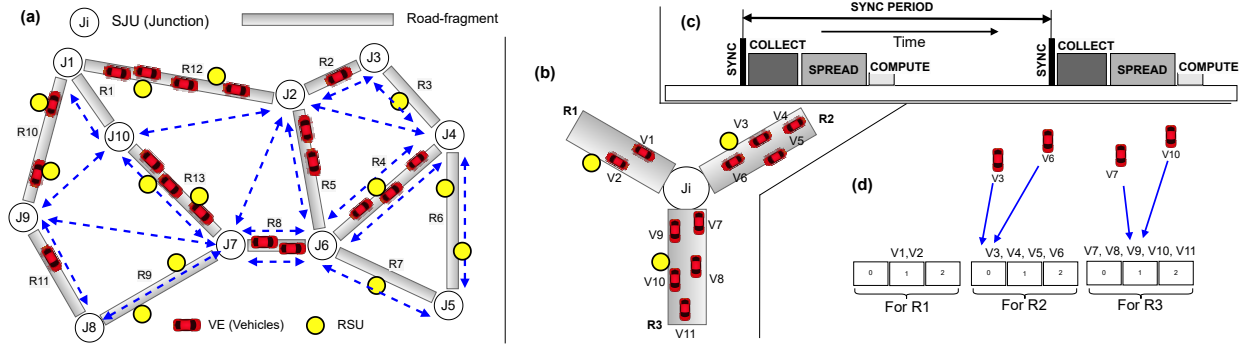 (a)
Ji
SJU (Junction)
Road-fragment
J1
R12
R2
J3
R1
J2
R3
R10
J10
J4
R13
R5
R4
R6
J9
R8
J7
J6
R11
R9
R7
J5
J8
VE (Vehicles)
RSU
(b)
R1
V1
V2
V3
V4
R2
V5
V6
Ji
V7
V9
V8
V10
R3
V11
(c)
SYNC PERIOD
Time
SYNC
COLLECT
SPREAD
COMPUTE
SYNC
COLLECT
SPREAD
COMPUTE
(d)
V3
V6
V7
V10
V1,V2
V3, V4, V5, V6
V7, V8, V9, V10, V11
0 1 2
0 1 2
0 1 2
For R1
For R2
For R3